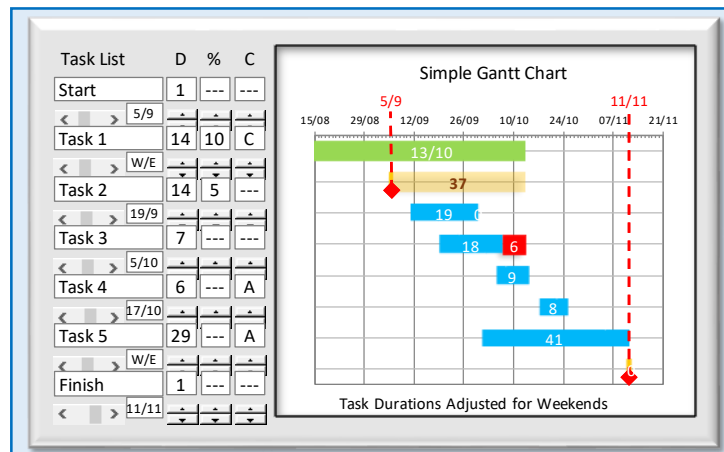 Task List D % C
Start 1 --- ---
5/9
Task 1 14 10 C
W/E
Task 2 14 5 ---
19/9
Task 3 7 --- ---
5/10
Task 4 6 --- A
17/10
Task 5 29 --- A
W/E
Finish 1 --- ---
11/11
Simple Gantt Chart
5/9 11/11
15/08 29/08 12/09 26/09 10/10 24/10 07/11 21/11
13/10
37
19 0
18 6
9
8
41
0
Task Durations Adjusted for Weekends